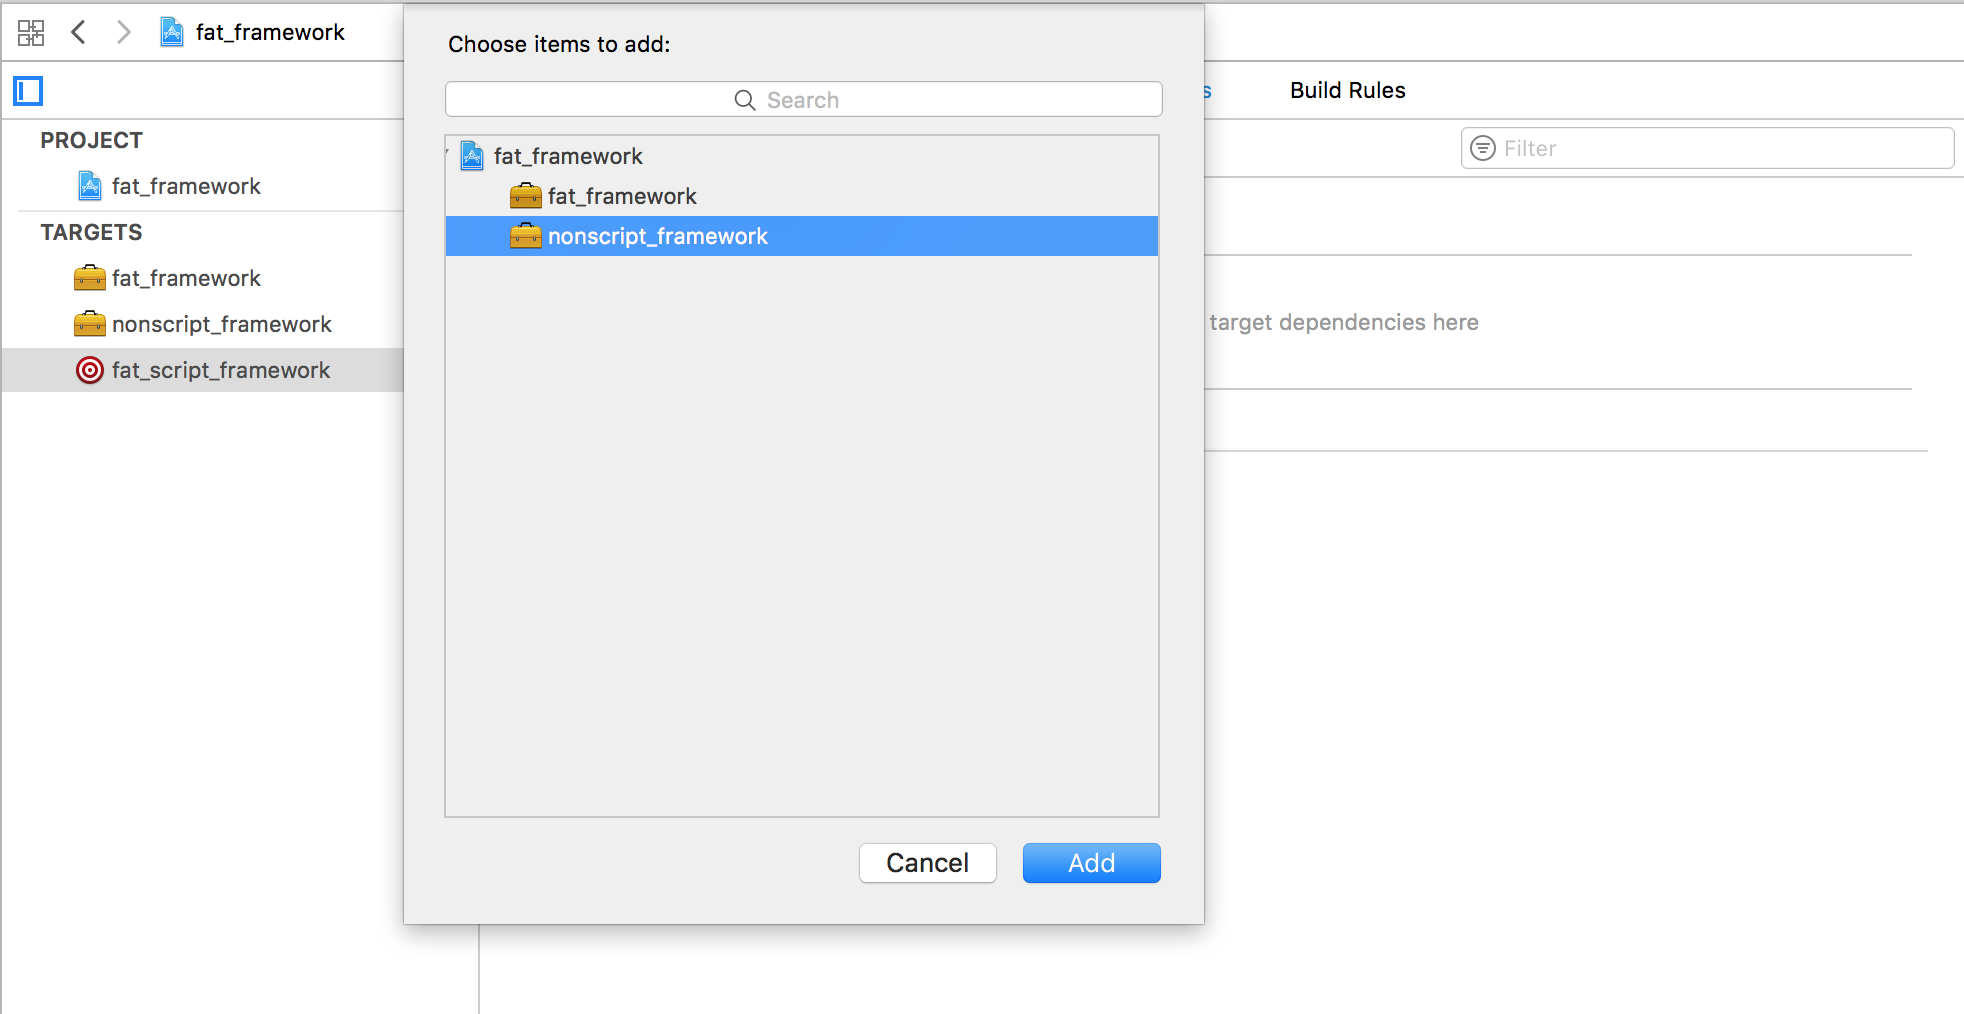 fat_framework
PROJECT
fat_framework
TARGETS
fat_framework
nonscript_framework
fat_script_framework
Choose items to add:
Search
fat_framework
fat_framework
nonscript_framework
Cancel
Add
s
Build Rules
Filter
target dependencies here